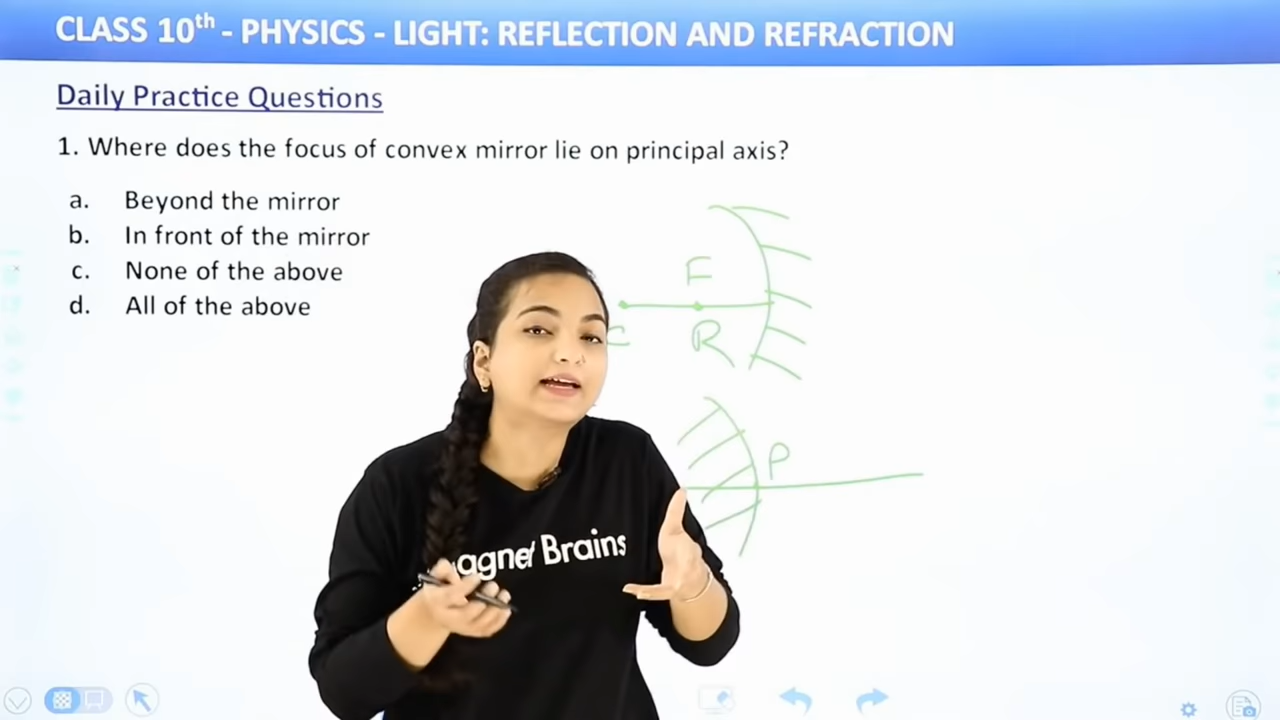 CLASS 10th - PHYSICS - LIGHT: REFLECTION AND REFRACTION
Daily Practice Questions
1. Where does the focus of convex mirror lie on principal axis?
a. Beyond the mirror
b. In front of the mirror
c. None of the above
d. All of the above
F
C R
P
agnet Brains